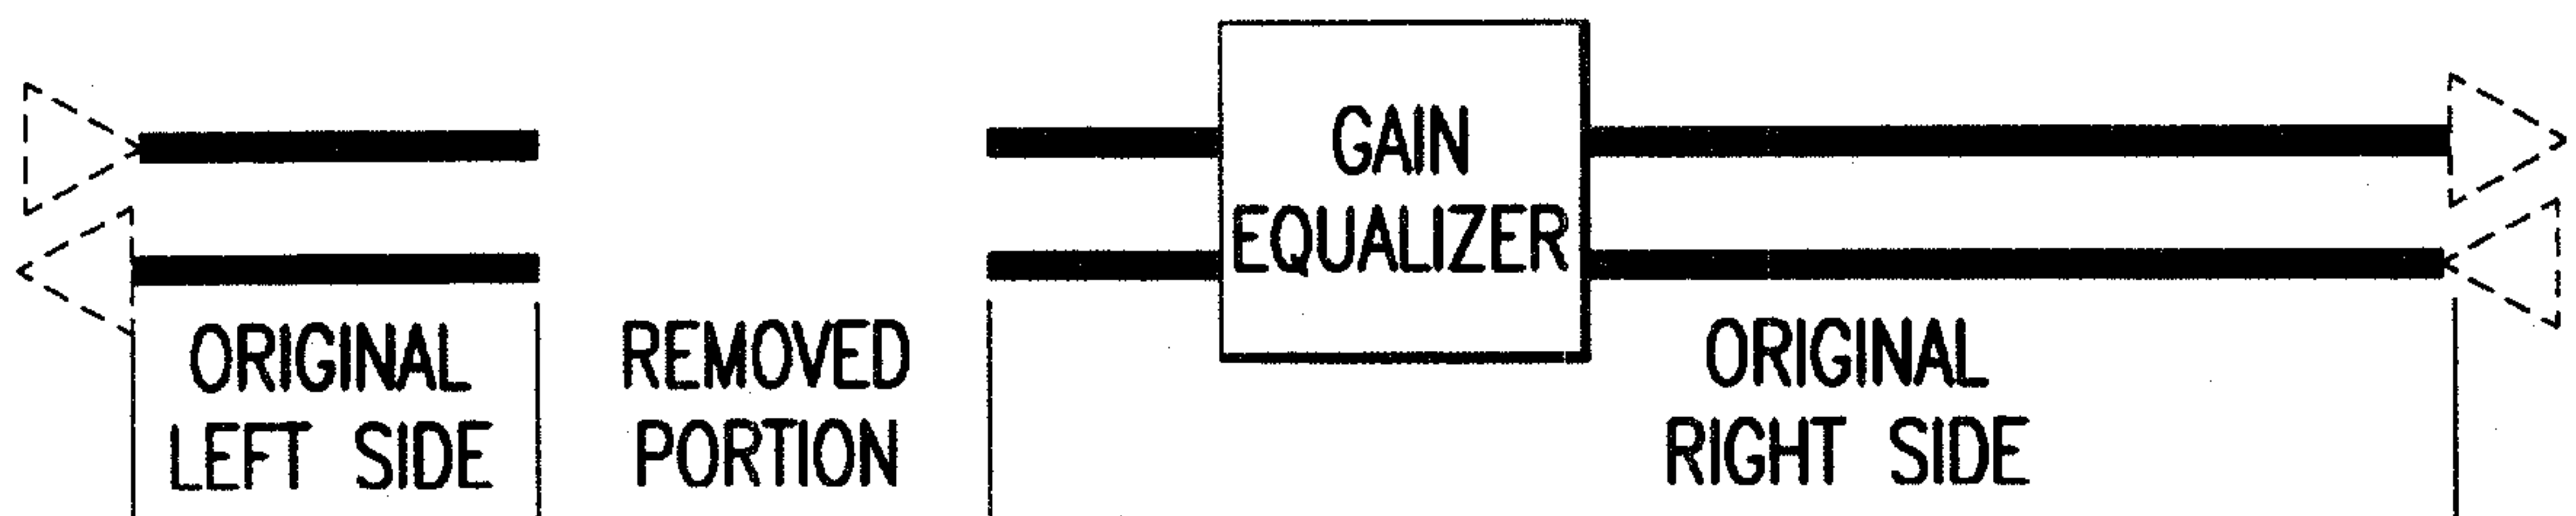 GAIN
EQUALIZER
ORIGINAL
LEFT SIDE
REMOVED
PORTION
ORIGINAL
RIGHT SIDE